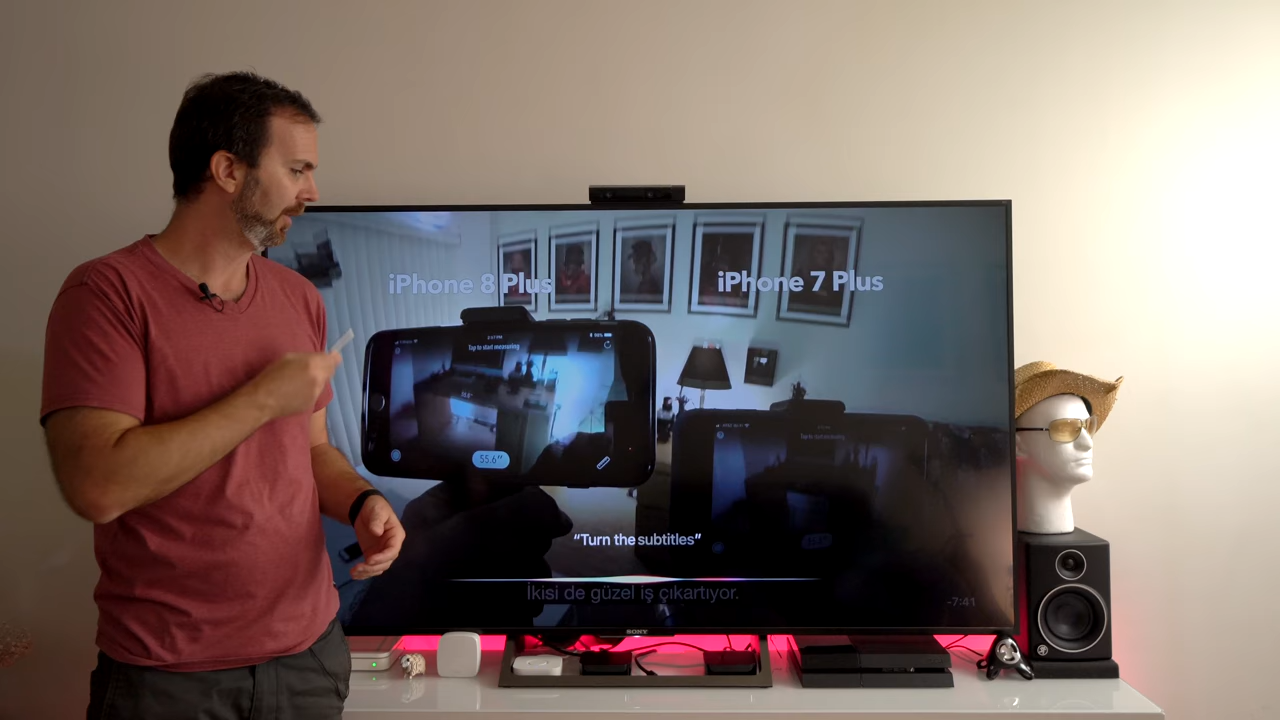 iPhone 8 Plus
iPhone 7 Plus
Tap to start measuring
55.6"
"Turn the subtitles"
İkisi de güzel iş çıkartıyor.
-7:41
SONY